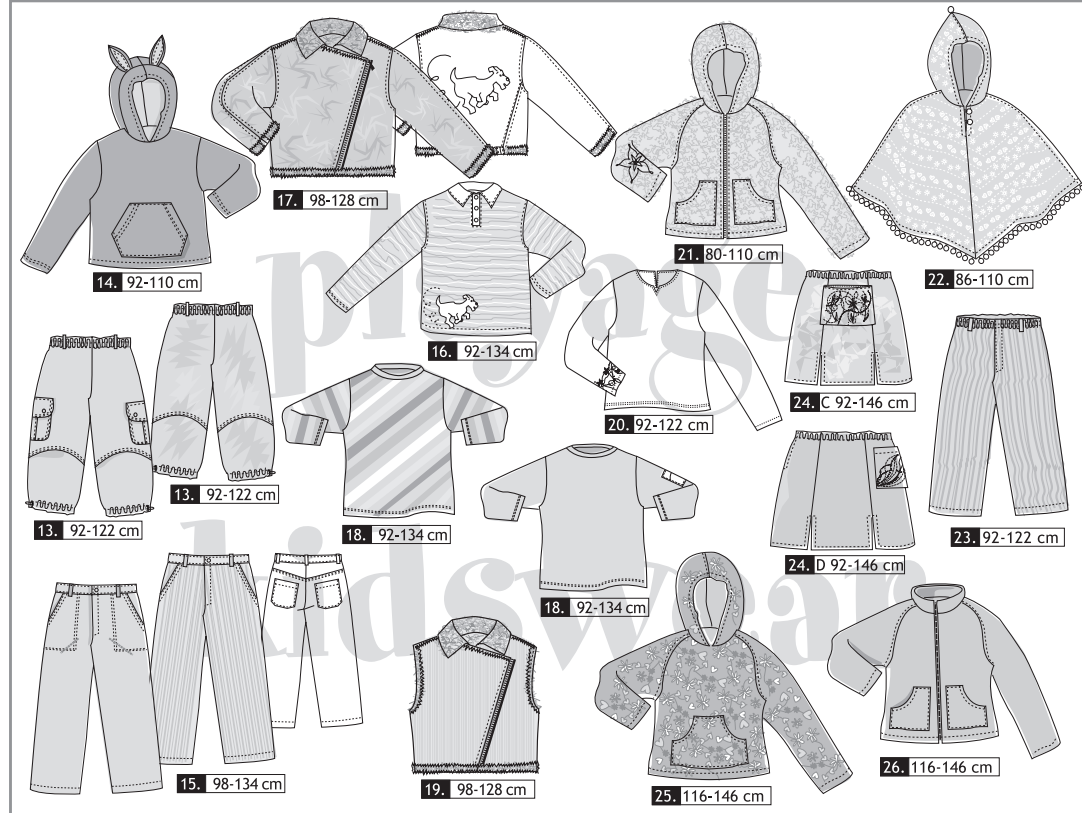 playage
kidswear
17. 98-128 cm
14. 92-110 cm
21. 80-110 cm
22. 86-110 cm
16. 92-134 cm
24. C 92-146 cm
20. 92-122 cm
13. 92-122 cm
13. 92-122 cm
18. 92-134 cm
23. 92-122 cm
24. D 92-146 cm
18. 92-134 cm
15. 98-134 cm
19. 98-128 cm
25. 116-146 cm
26. 116-146 cm